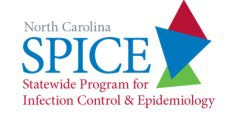 North Carolina
SPICE
Statewide Program for
Infection Control & Epidemiology